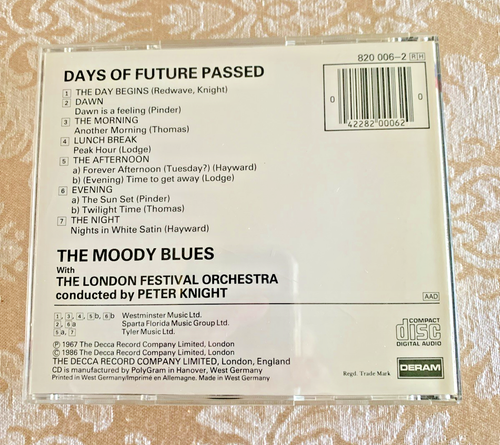 820 006-2 RH
DAYS OF FUTURE PASSED
1 THE DAY BEGINS (Redwave, Knight)
2 DAWN
Dawn is a feeling (Pinder)
3 THE MORNING
Another Morning (Thomas)
4 LUNCH BREAK
Peak Hour (Lodge)
5 THE AFTERNOON
a) Forever Afternoon (Tuesday?) (Hayward)
b) (Evening) Time to get away (Lodge)
6 EVENING
a) The Sun Set (Pinder)
b) Twilight Time (Thomas)
7 THE NIGHT
Nights in White Satin (Hayward)
0 42282 00062 0
THE MOODY BLUES
With
THE LONDON FESTIVAL ORCHESTRA
conducted by PETER KNIGHT
AAD
1, 3, 4, 5b, 6b Westminster Music Ltd.
2, 6a Sparta Florida Music Group Ltd.
5a, 7 Tyler Music Ltd.
℗ 1967 The Decca Record Company Limited, London
© 1986 The Decca Record Company Limited, London
THE DECCA RECORD COMPANY LIMITED, LONDON, England
CD is manufactured by PolyGram in Hanover, West Germany
Printed in West Germany/Imprimé en Allemagne. Made in West Germany
COMPACT
disc
DIGITAL AUDIO
Regd. Trade Mark
DERAM